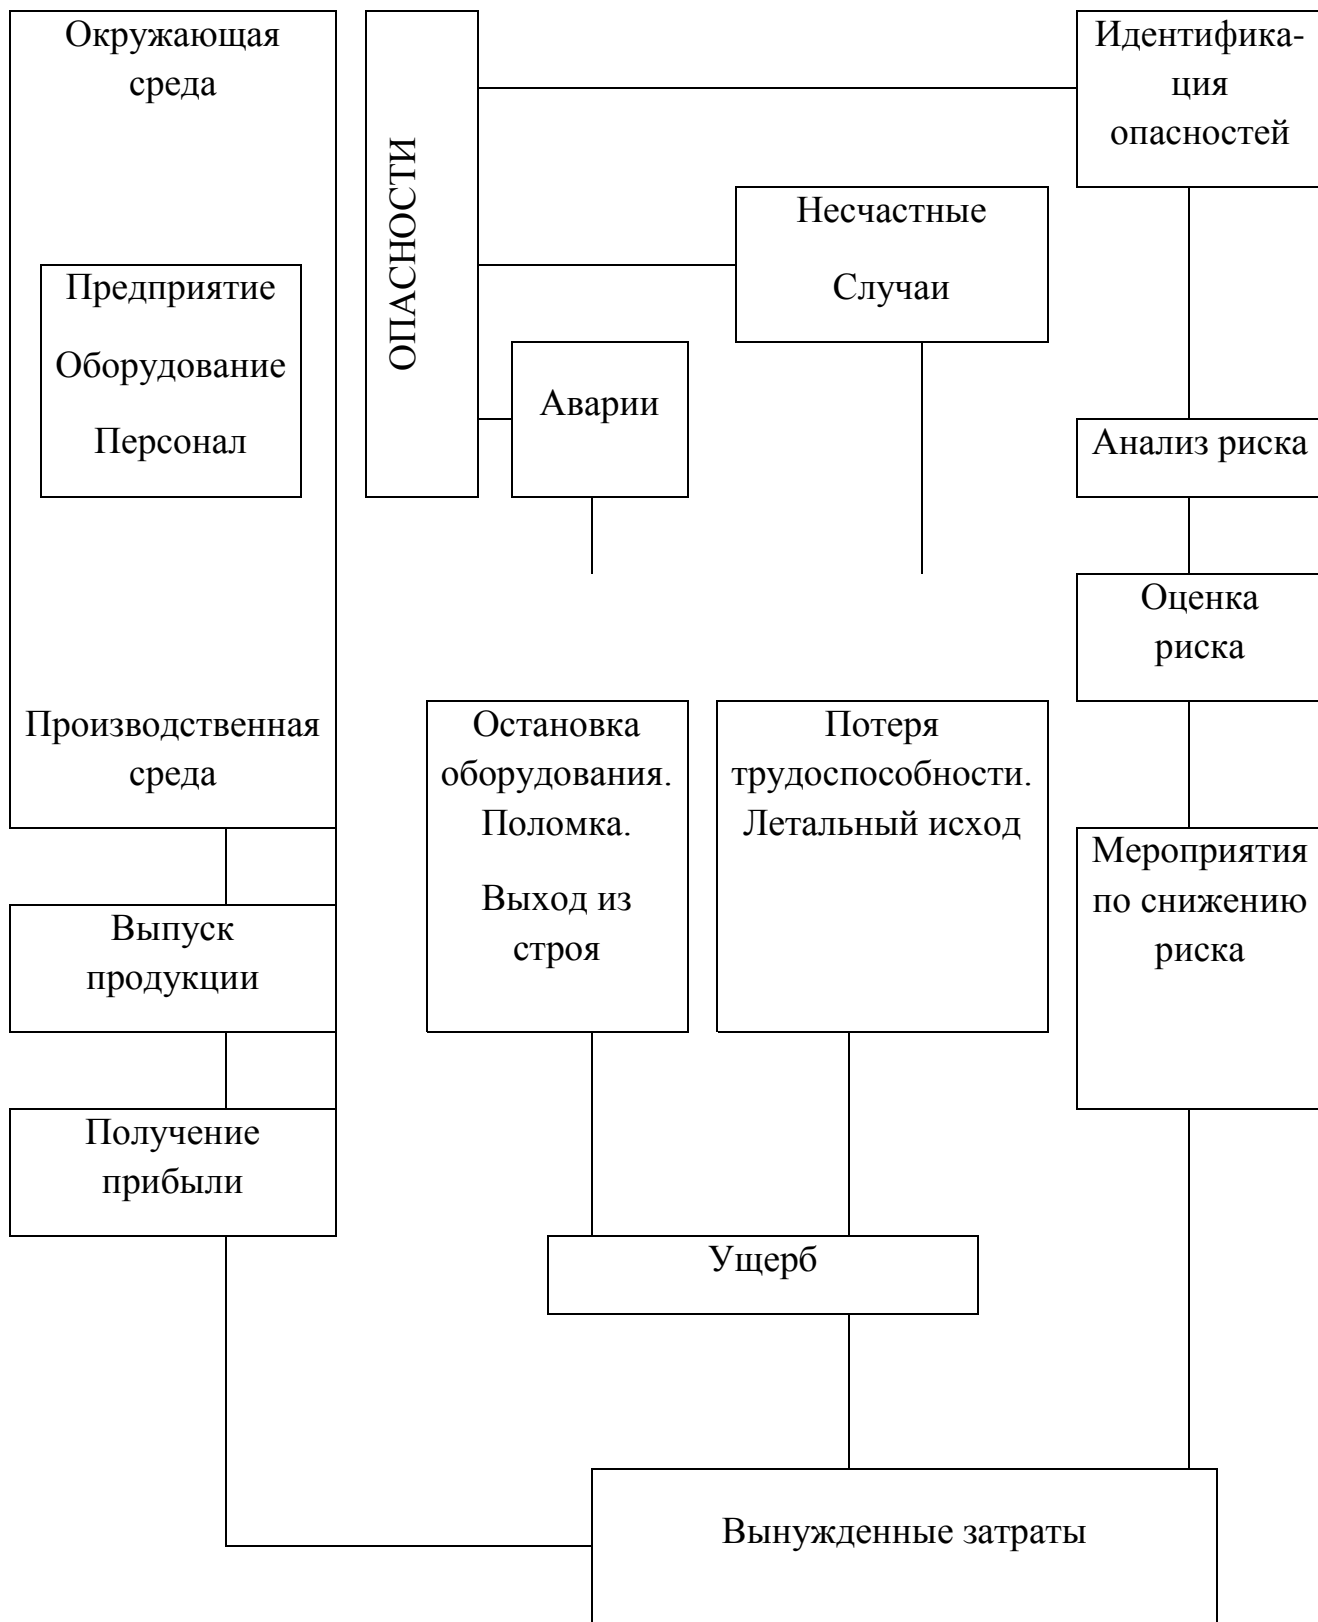 Окружающая
среда
Предприятие
Оборудование
Персонал
Производственная
среда
Выпуск
продукции
Получение
прибыли
ОПАСНОСТИ
Аварии
Несчастные
Случаи
Остановка
оборудования.
Поломка.
Выход из
строя
Потеря
трудоспособности.
Летальный исход
Ущерб
Идентифика-
ция
опасностей
Анализ риска
Оценка
риска
Мероприятия
по снижению
риска
Вынужденные затраты